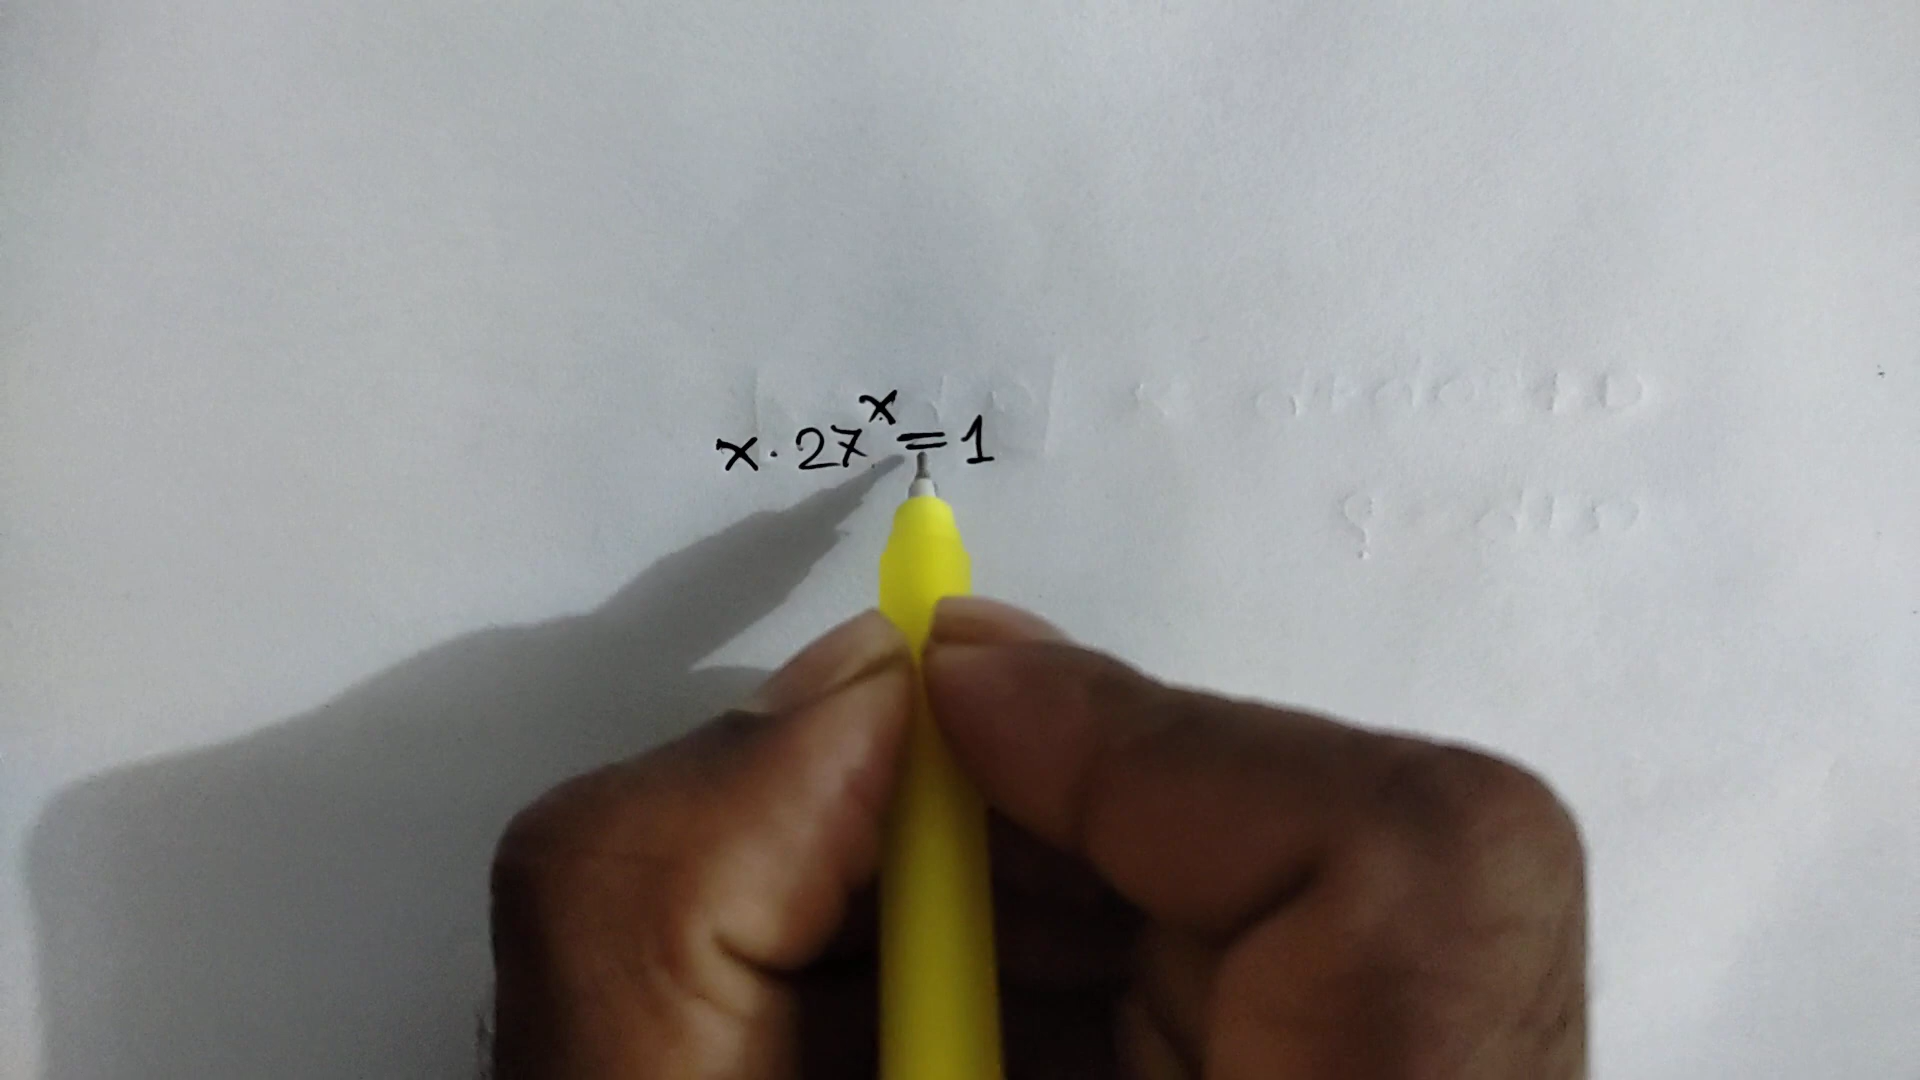 x · 27^x = 1